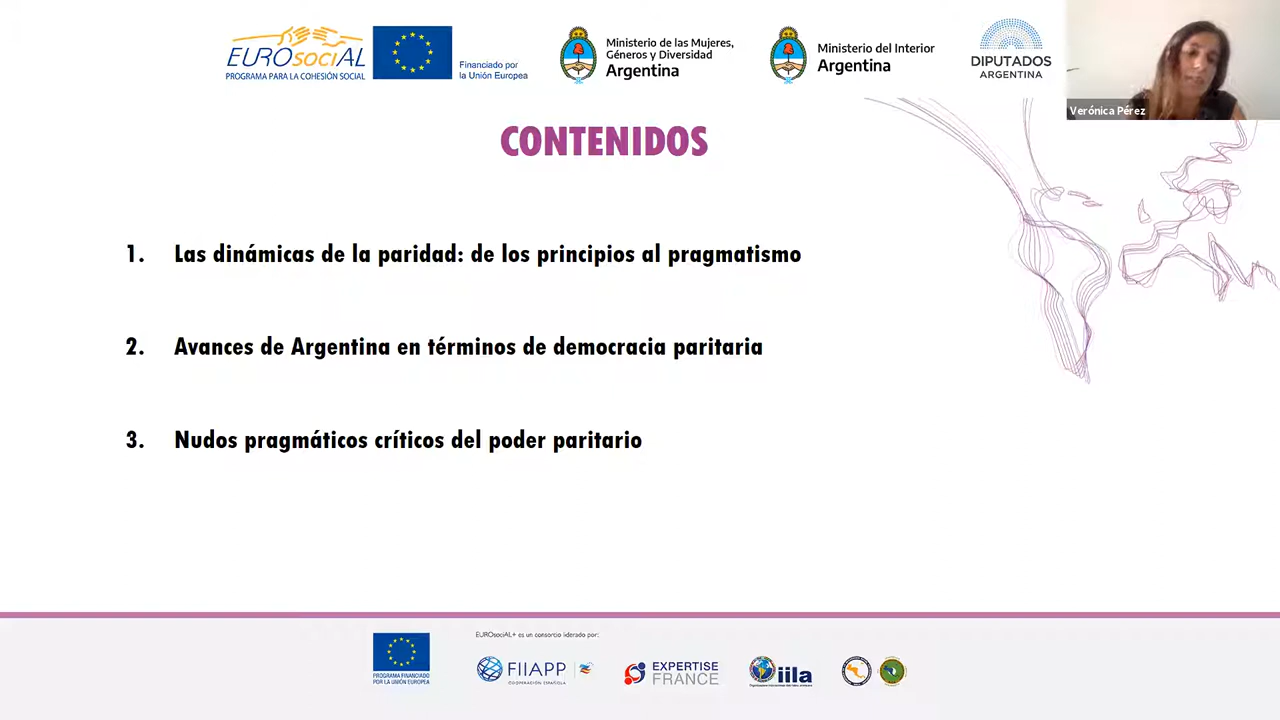 EUROsociAL
PROGRAMA PARA LA COHESIÓN SOCIAL
Financiado por
la Unión Europea
Ministerio de las Mujeres,
Géneros y Diversidad
Argentina
Ministerio del Interior
Argentina
DIPUTADOS
ARGENTINA
Verónica Pérez
CONTENIDOS
1. Las dinámicas de la paridad: de los principios al pragmatismo
2. Avances de Argentina en términos de democracia paritaria
3. Nudos pragmáticos críticos del poder paritario
PROGRAMA FINANCIADO
POR LA UNIÓN EUROPEA
EUROsociAL+ es un consorcio liderado por:
FIIAPP
COOPERACIÓN ESPAÑOLA
EXPERTISE
FRANCE
iila